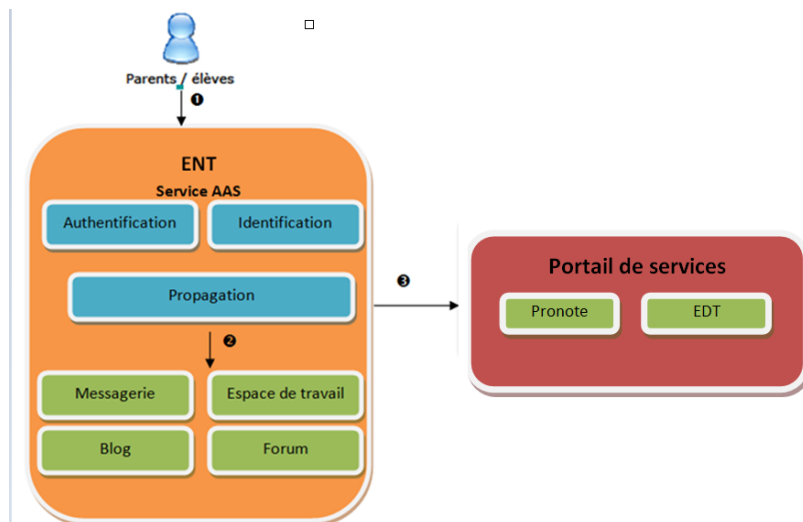 Parents / élèves
❶
ENT
Service AAS
Authentification
Identification
Propagation
❷
Messagerie
Espace de travail
Blog
Forum
❸
Portail de services
Pronote
EDT